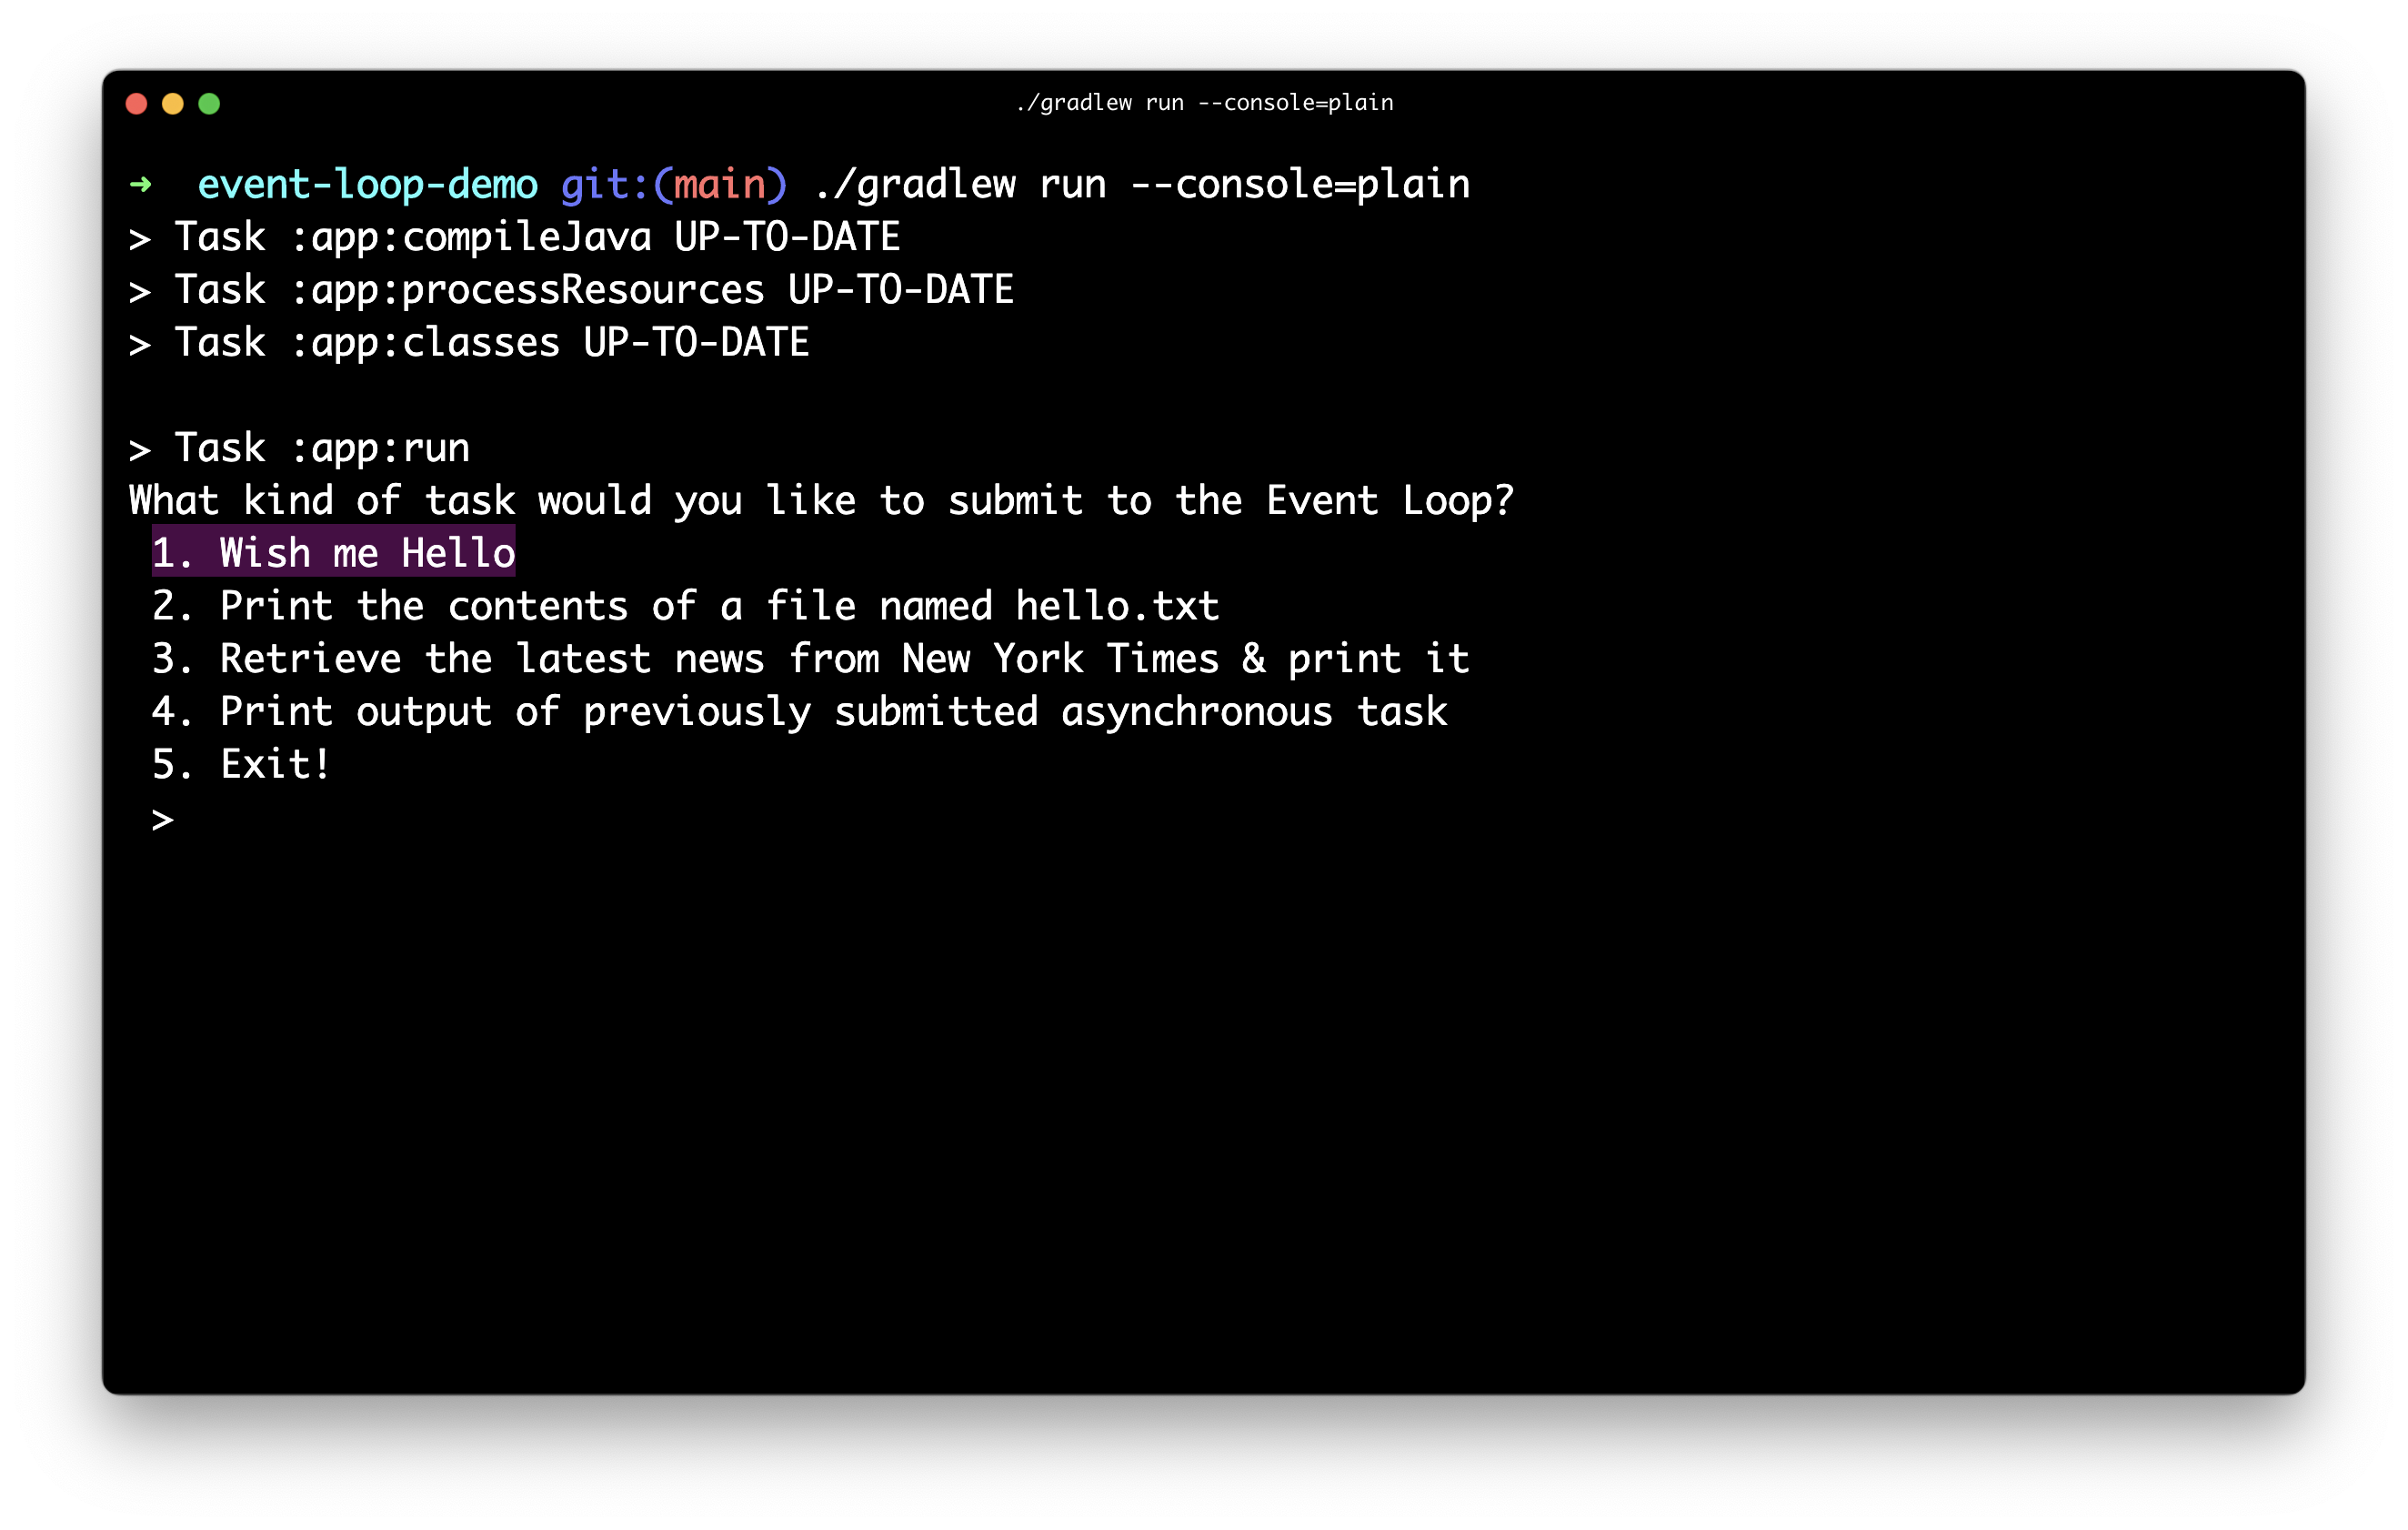 ./gradlew run --console=plain
➜  event-loop-demo git:(main) ./gradlew run --console=plain
> Task :app:compileJava UP-TO-DATE
> Task :app:processResources UP-TO-DATE
> Task :app:classes UP-TO-DATE
> Task :app:run
What kind of task would you like to submit to the Event Loop?
1. Wish me Hello
2. Print the contents of a file named hello.txt
3. Retrieve the latest news from New York Times & print it
4. Print output of previously submitted asynchronous task
5. Exit!
>